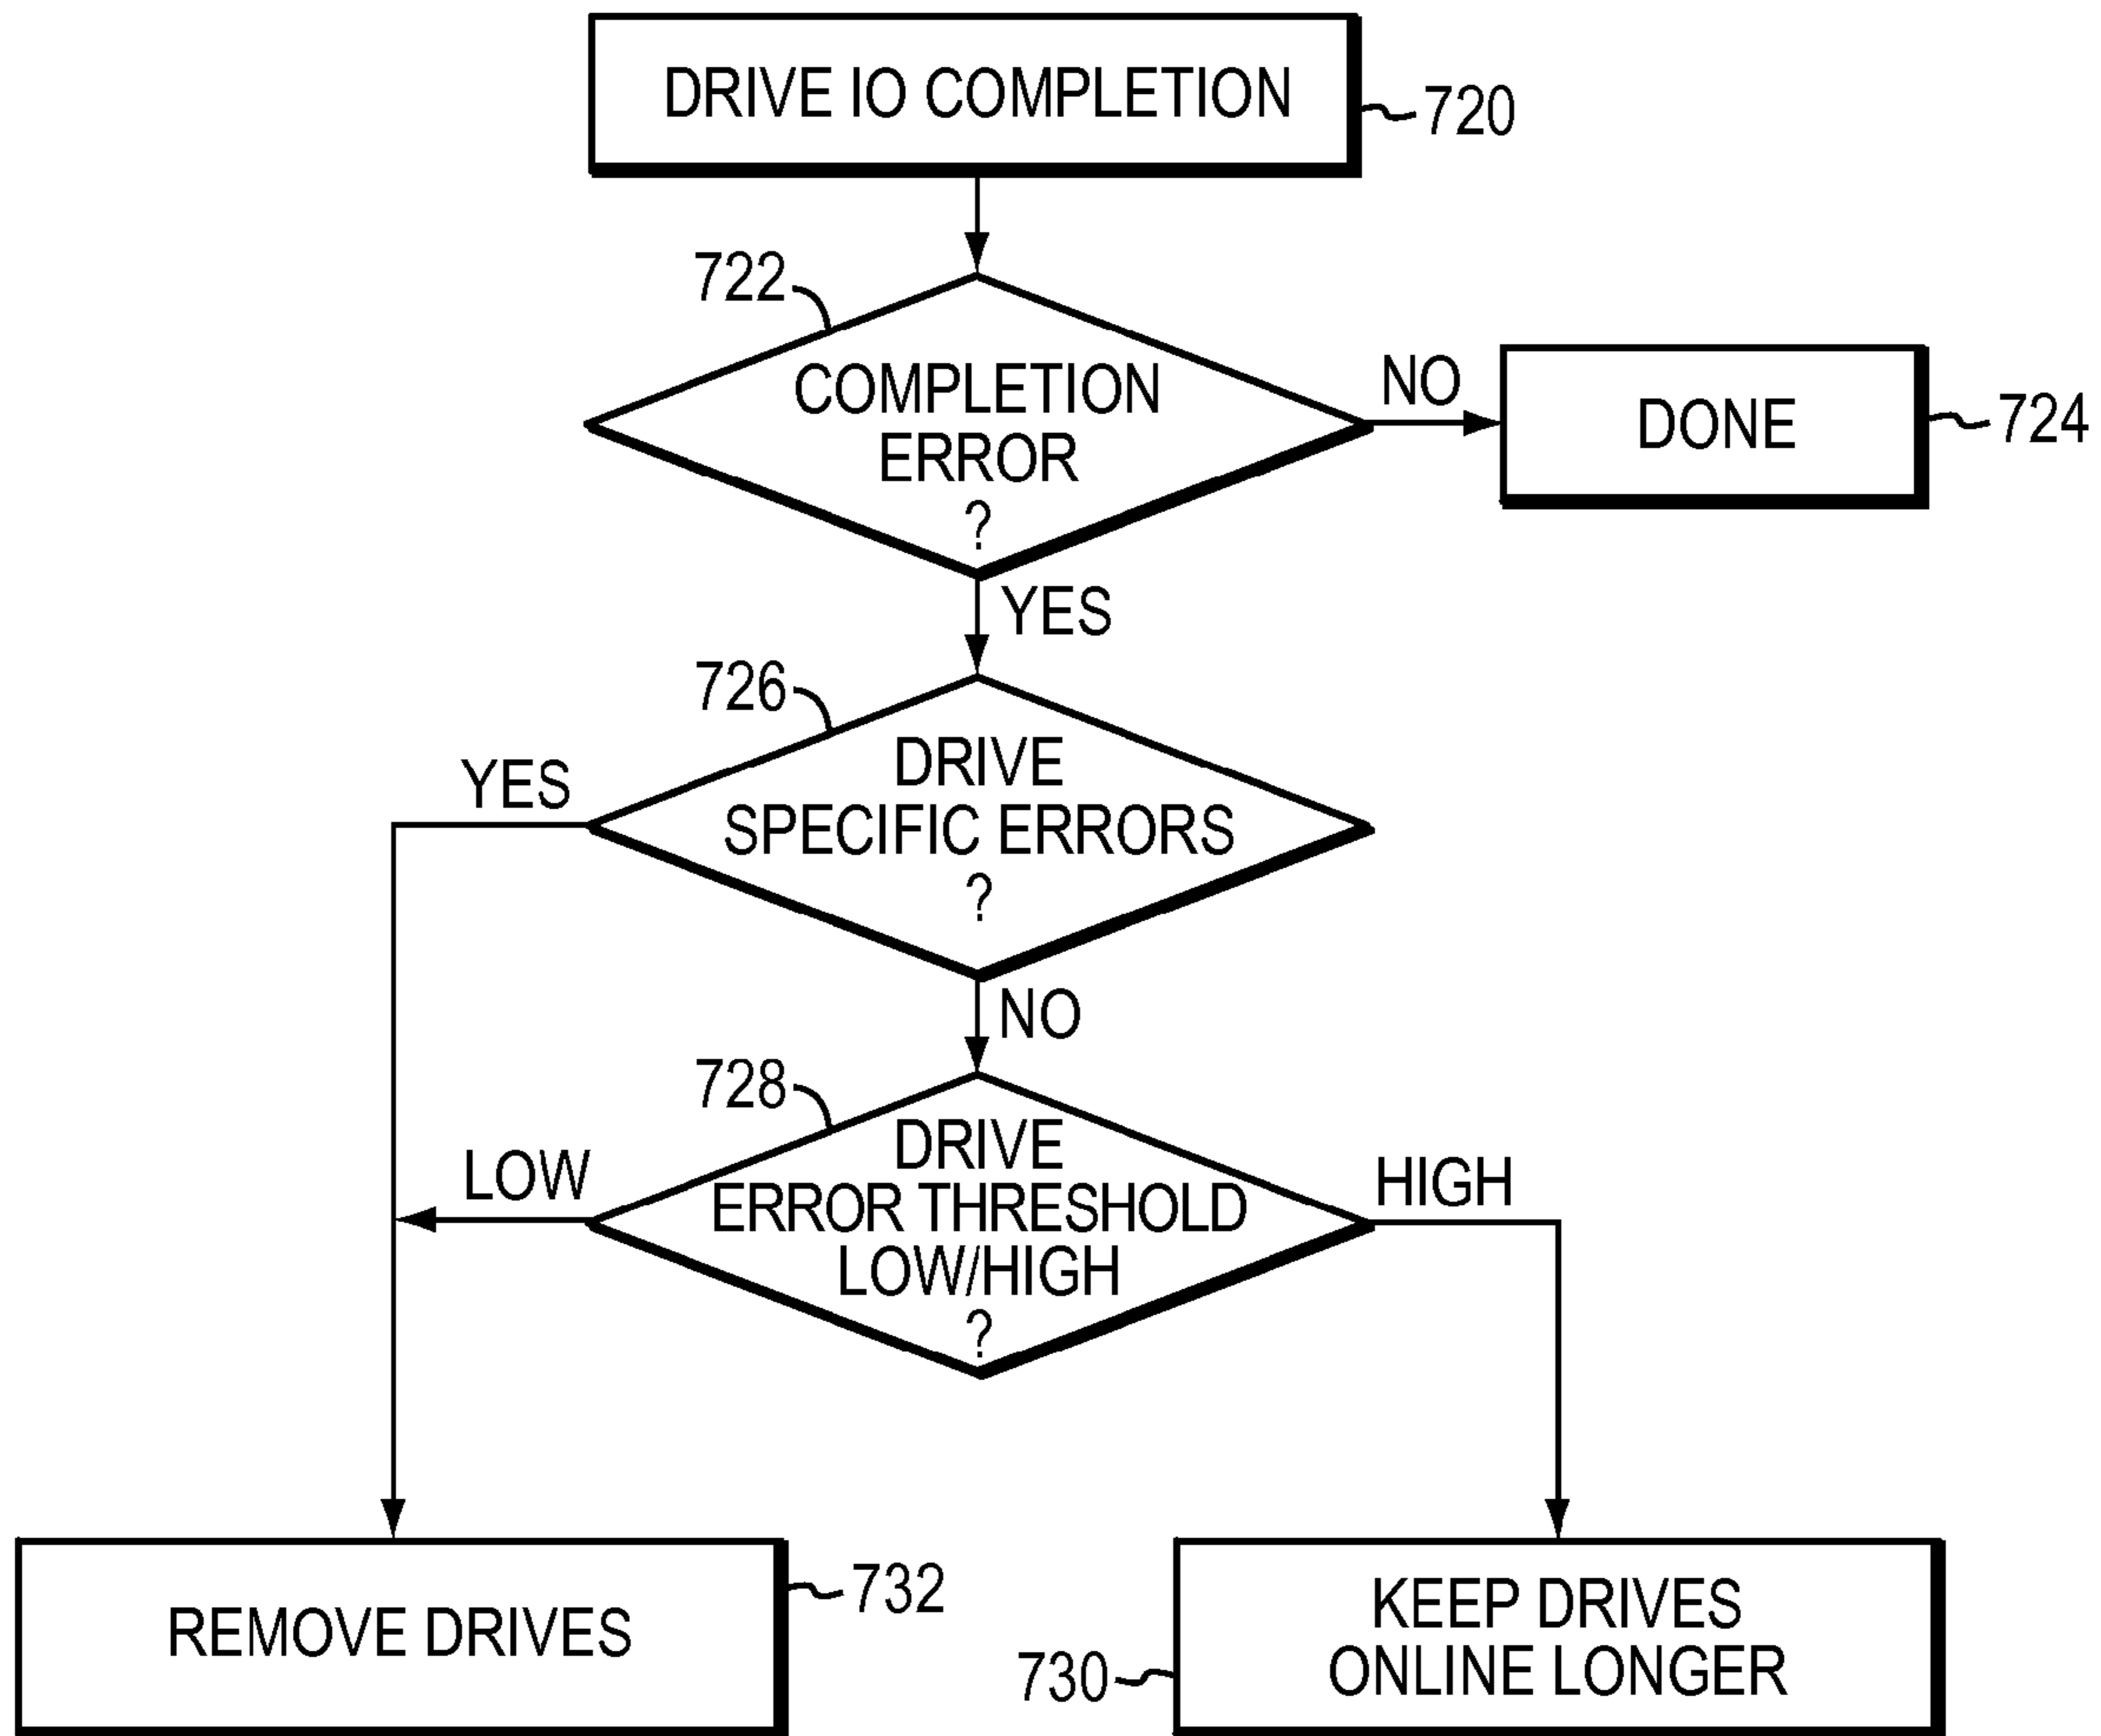 DRIVE IO COMPLETION
720
722
COMPLETION
ERROR
?
NO
DONE
724
YES
726
DRIVE
SPECIFIC ERRORS
?
YES
NO
728
DRIVE
ERROR THRESHOLD
LOW/HIGH
?
LOW
HIGH
REMOVE DRIVES
732
KEEP DRIVES
ONLINE LONGER
730